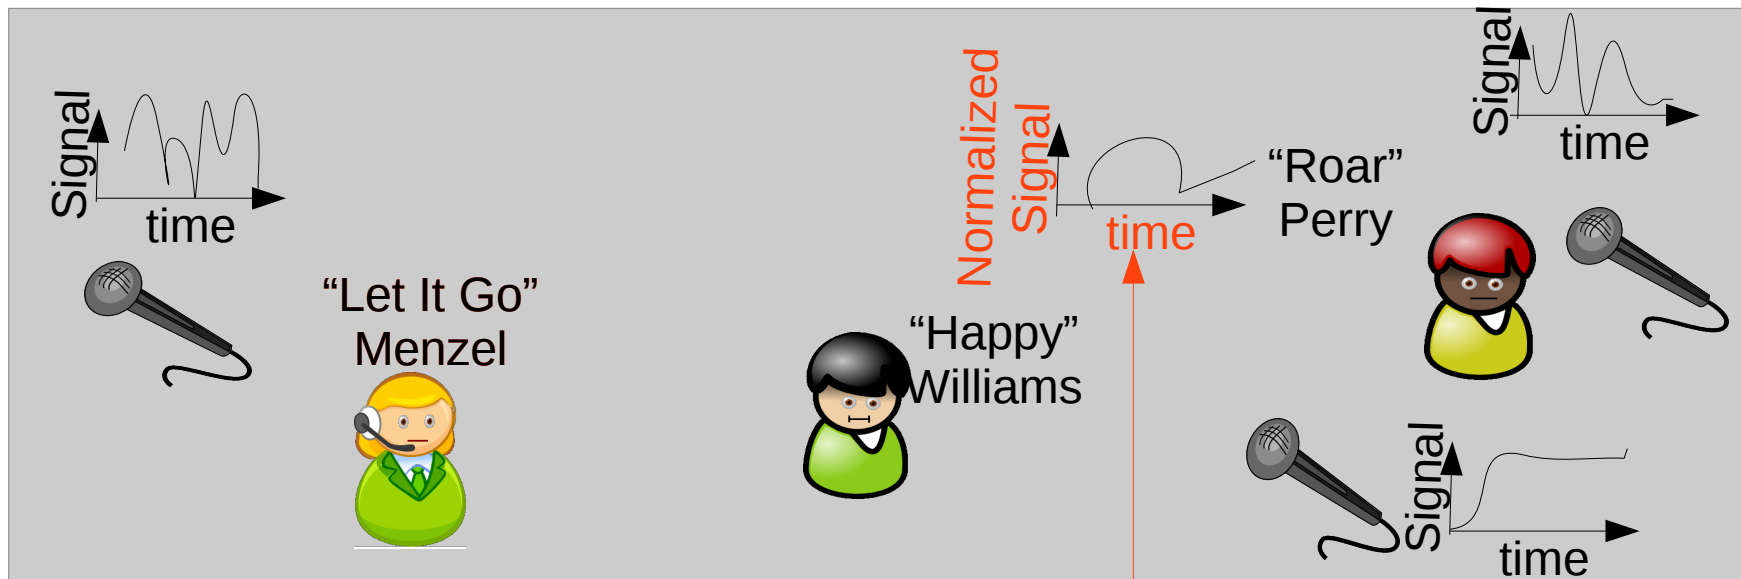 Signal
time
“Let It Go”
Menzel
“Happy”
Williams
Normalized
Signal
time
“Roar”
Perry
Signal
time
Signal
time